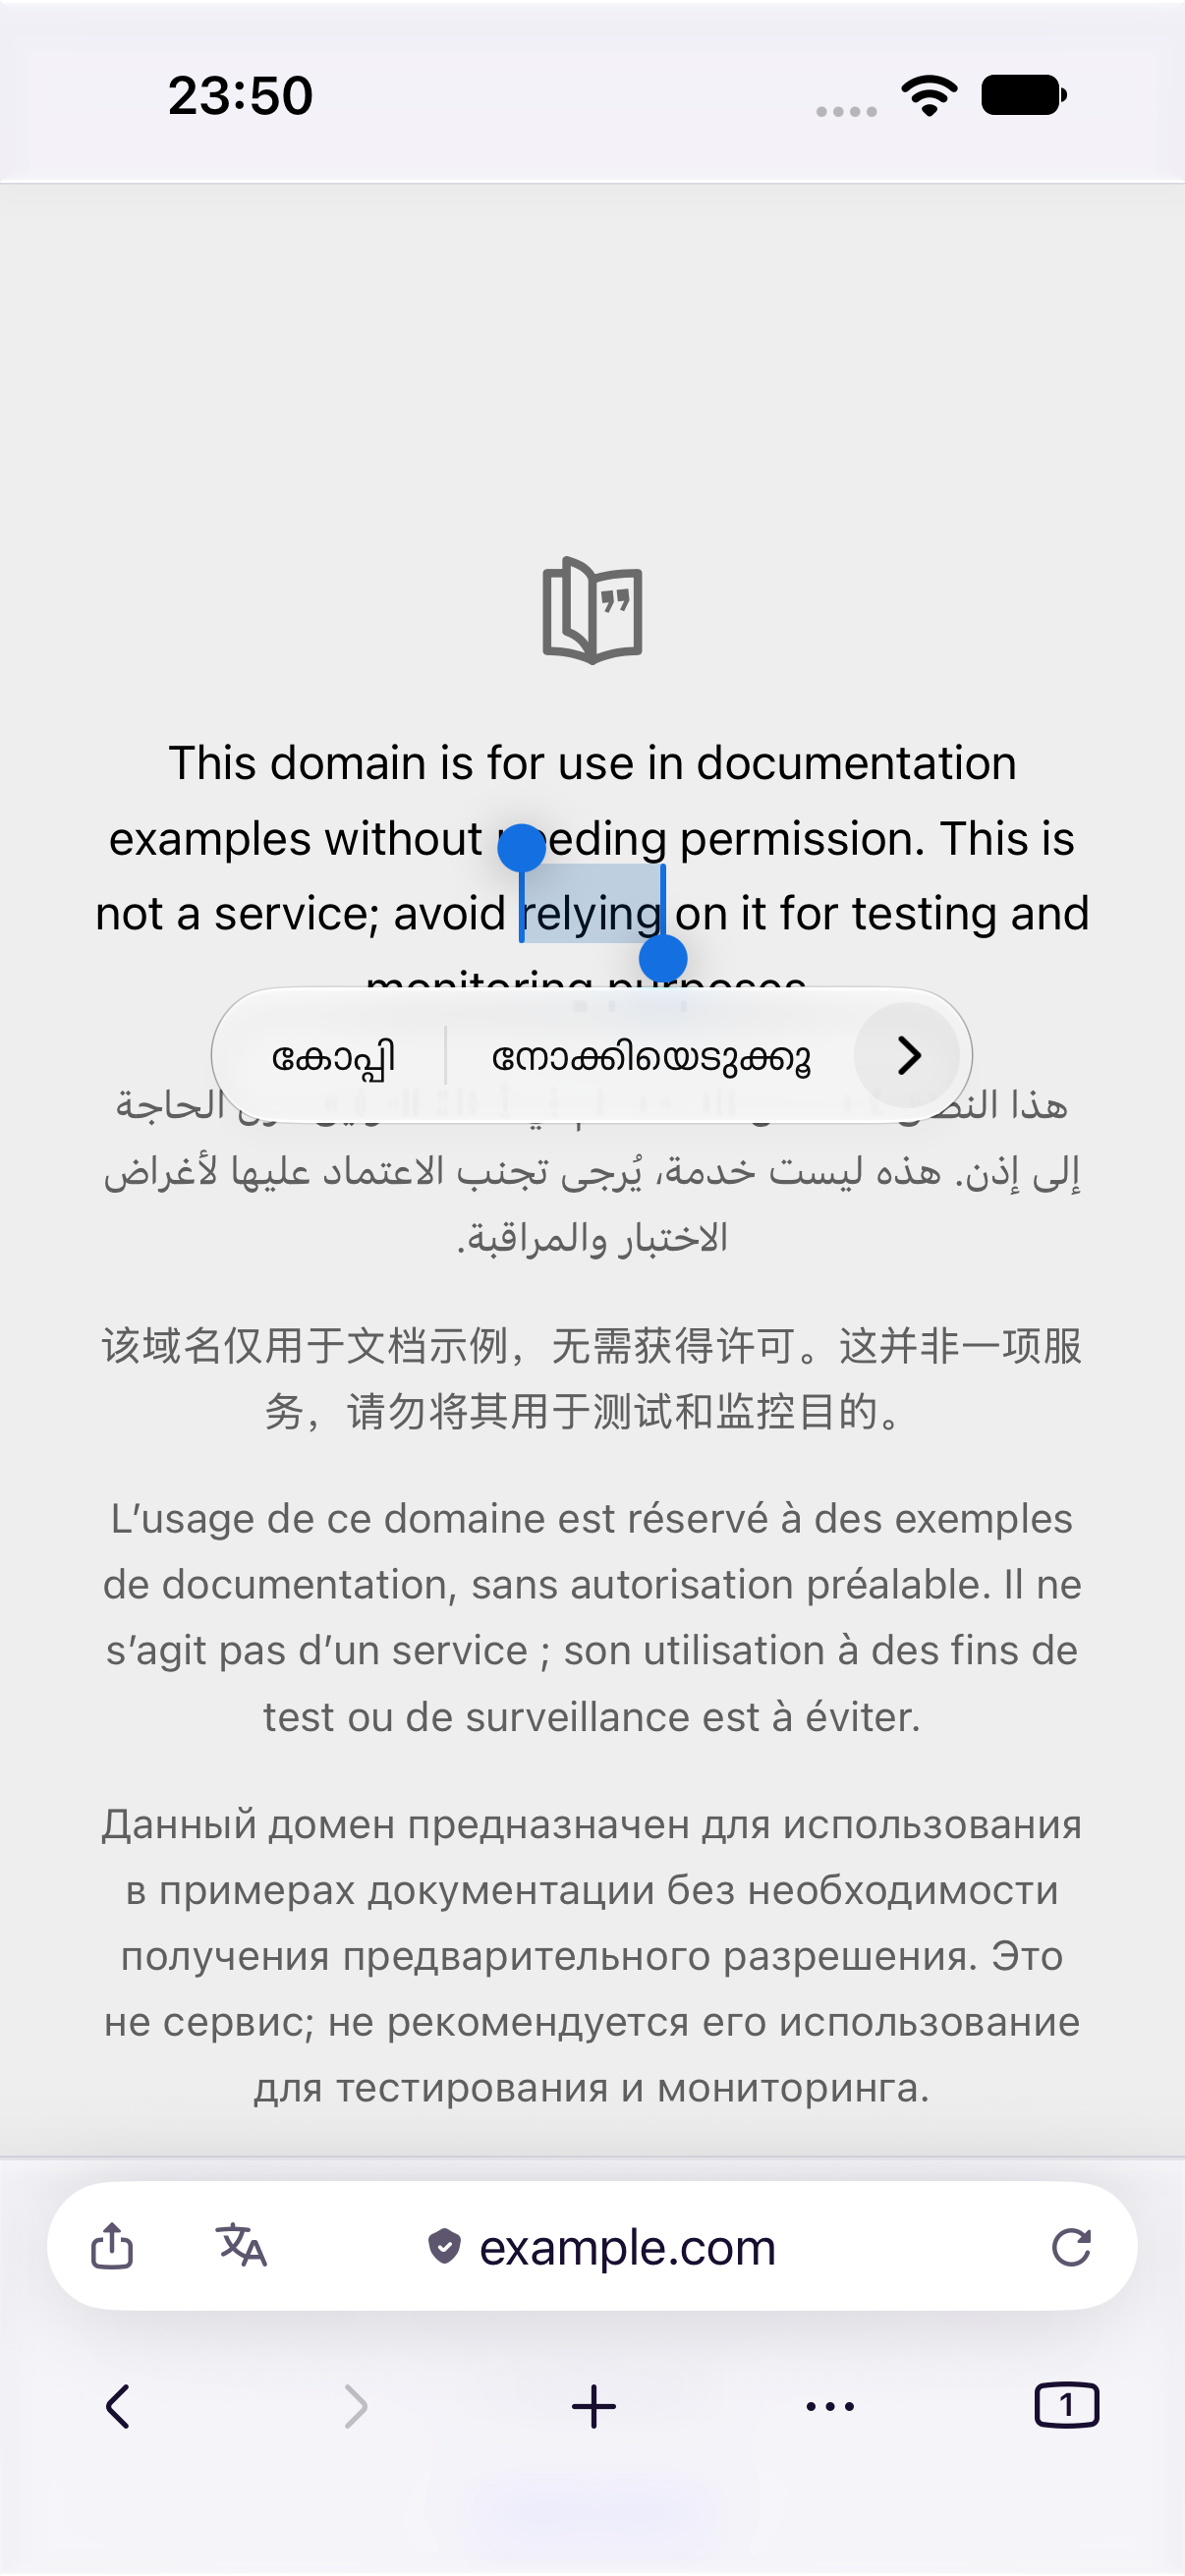 23:50
This domain is for use in documentation
examples without needing permission. This is
not a service; avoid relying on it for testing and
monitoring purposes.
കോപ്പി
നോക്കിയെടുക്കൂ
هذا النطاق الحاجة
إلى إذن. هذه ليست خدمة، يُرجى تجنب الاعتماد عليها لأغراض
الاختبار والمراقبة.
该域名仅用于文档示例，无需获得许可。这并非一项服
务，请勿将其用于测试和监控目的。
L’usage de ce domaine est réservé à des exemples
de documentation, sans autorisation préalable. Il ne
s’agit pas d’un service ; son utilisation à des fins de
test ou de surveillance est à éviter.
Данный домен предназначен для использования
в примерах документации без необходимости
получения предварительного разрешения. Это
не сервис; не рекомендуется его использование
для тестирования и мониторинга.
example.com
1